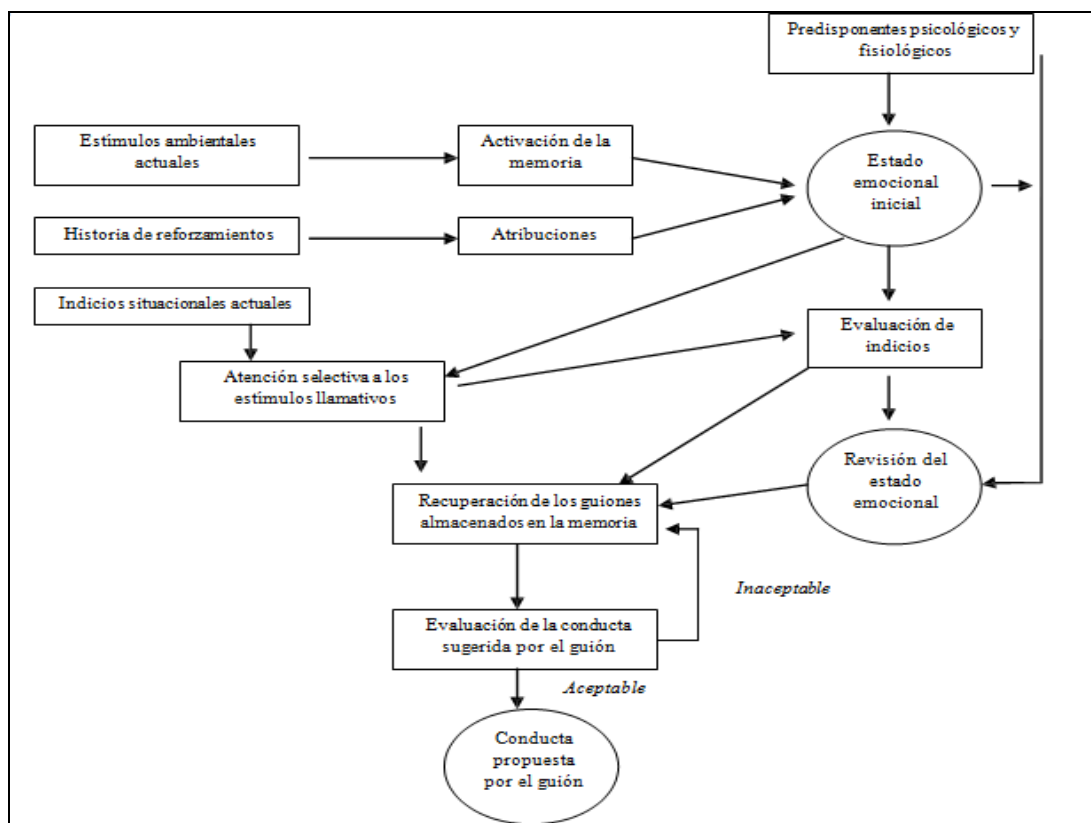 Predisponentes psicológicos y
fisiológicos
Estímulos ambientales
actuales
Activación de la
memoria
Estado
emocional
inicial
Historia de reforzamientos
Atribuciones
Indicios situacionales actuales
Evaluación de
indicios
Atención selectiva a los
estímulos llamativos
Revisión del
estado
emocional
Recuperación de los guiones
almacenados en la memoria
Inaceptable
Evaluación de la conducta
sugerida por el guión
Aceptable
Conducta
propuesta
por el guión